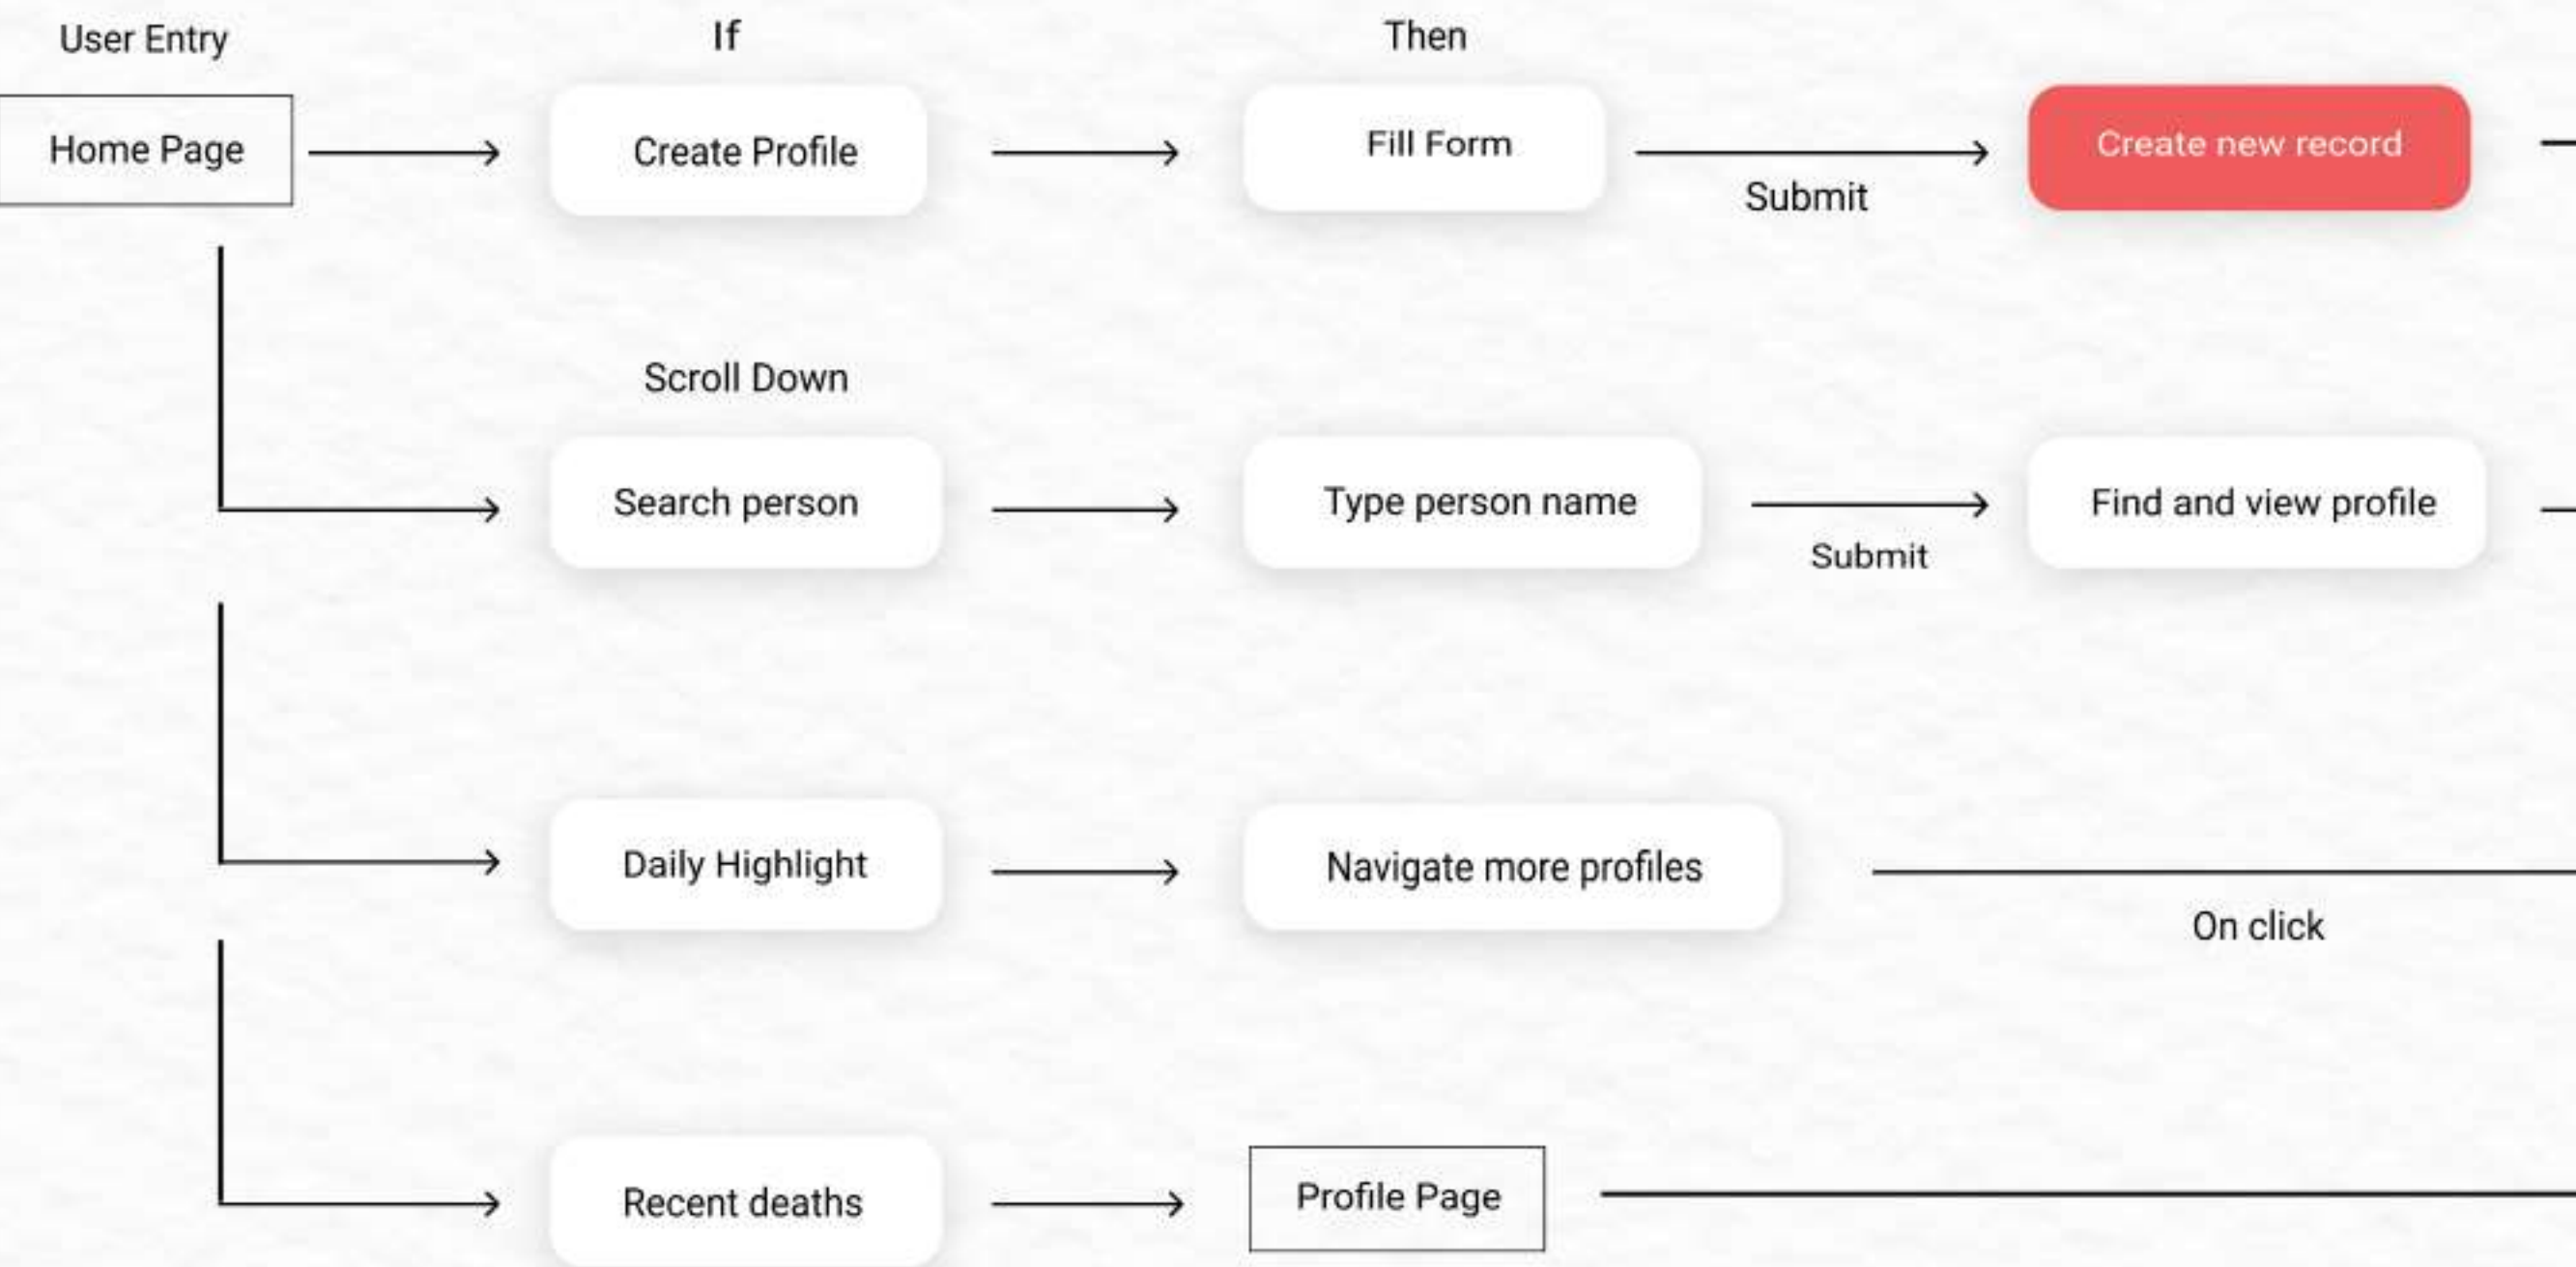 User Entry
If
Then
Home Page
Create Profile
Fill Form
Submit
Create new record
Scroll Down
Search person
Type person name
Submit
Find and view profile
Daily Highlight
Navigate more profiles
On click
Recent deaths
Profile Page